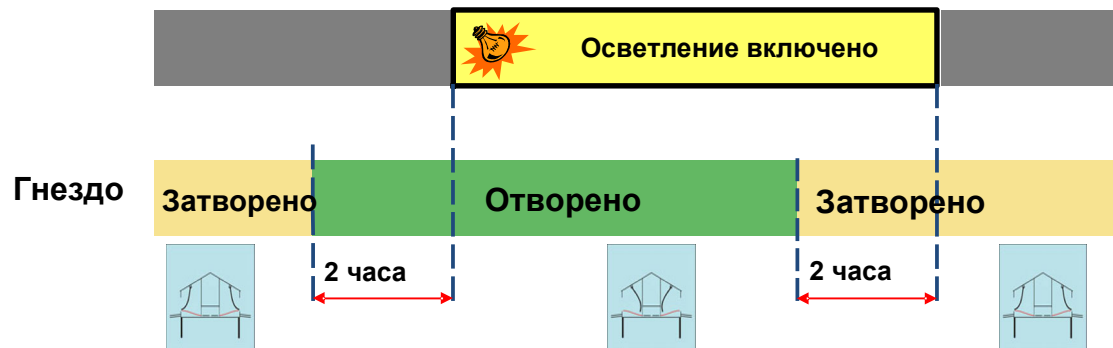 Осветление включено
Гнездо
Затворено
Отворено
Затворено
2 часа
2 часа